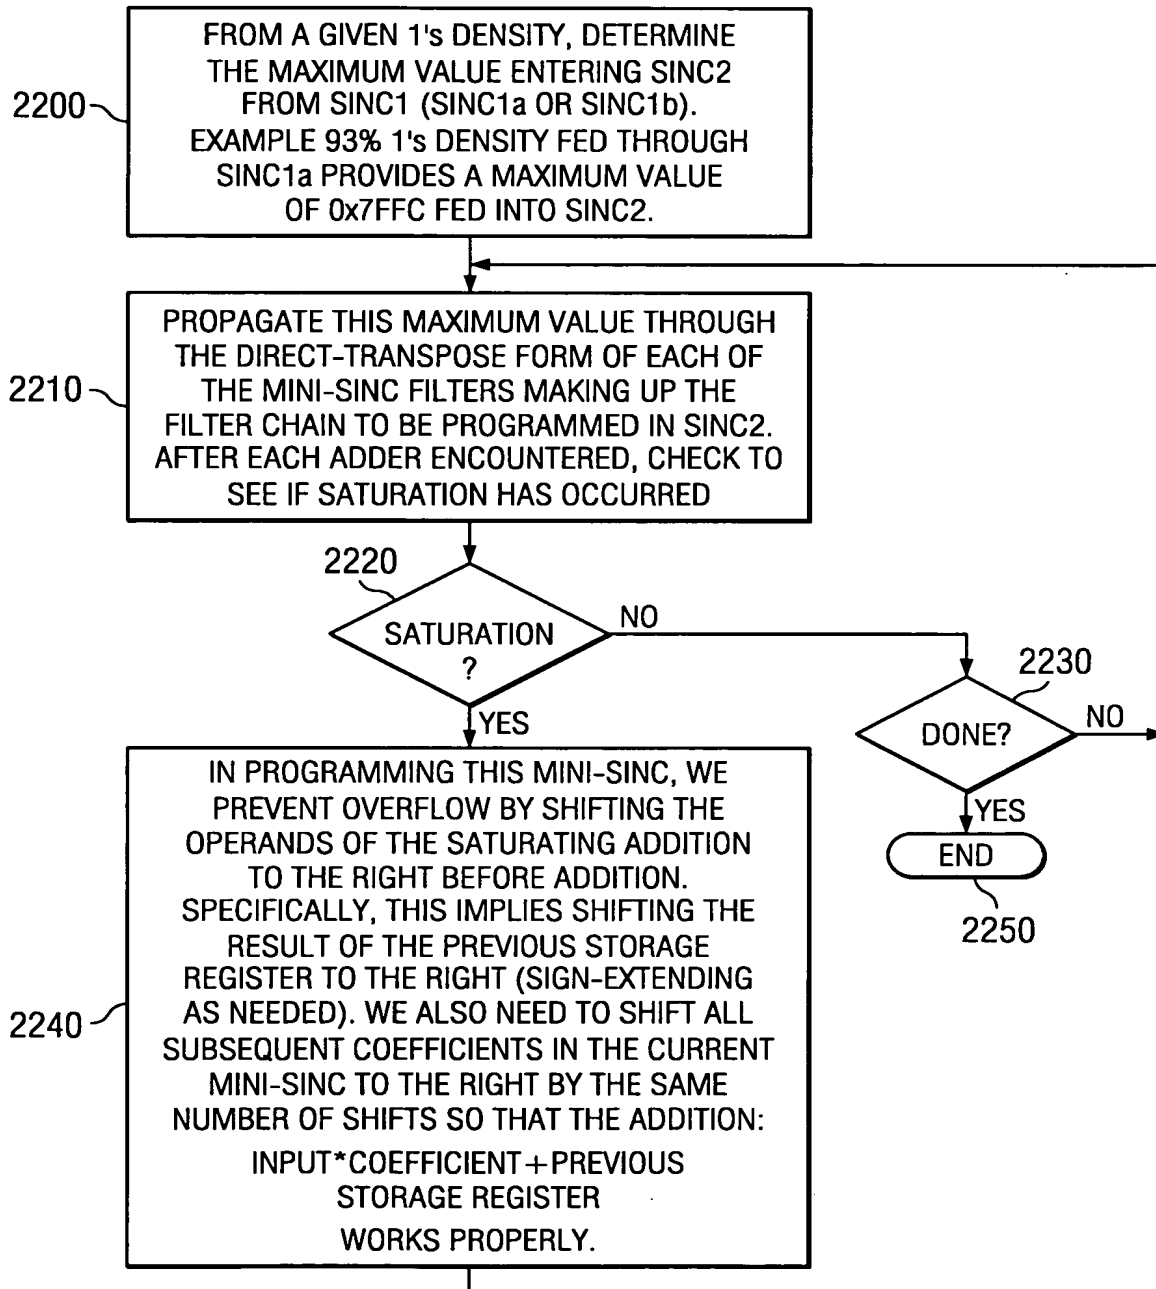 FROM A GIVEN 1's DENSITY, DETERMINE
THE MAXIMUM VALUE ENTERING SINC2
FROM SINC1 (SINC1a OR SINC1b).
EXAMPLE 93% 1's DENSITY FED THROUGH
SINC1a PROVIDES A MAXIMUM VALUE
OF 0x7FFC FED INTO SINC2.
2200
PROPAGATE THIS MAXIMUM VALUE THROUGH
THE DIRECT-TRANSPOSE FORM OF EACH OF
THE MINI-SINC FILTERS MAKING UP THE
FILTER CHAIN TO BE PROGRAMMED IN SINC2.
AFTER EACH ADDER ENCOUNTERED, CHECK TO
SEE IF SATURATION HAS OCCURRED
2210
2220
SATURATION
?
NO
YES
2230
DONE?
NO
YES
END
2250
IN PROGRAMMING THIS MINI-SINC, WE
PREVENT OVERFLOW BY SHIFTING THE
OPERANDS OF THE SATURATING ADDITION
TO THE RIGHT BEFORE ADDITION.
SPECIFICALLY, THIS IMPLIES SHIFTING THE
RESULT OF THE PREVIOUS STORAGE
REGISTER TO THE RIGHT (SIGN-EXTENDING
AS NEEDED). WE ALSO NEED TO SHIFT ALL
SUBSEQUENT COEFFICIENTS IN THE CURRENT
MINI-SINC TO THE RIGHT BY THE SAME
NUMBER OF SHIFTS SO THAT THE ADDITION:
INPUT*COEFFICIENT+PREVIOUS
STORAGE REGISTER
WORKS PROPERLY.
2240